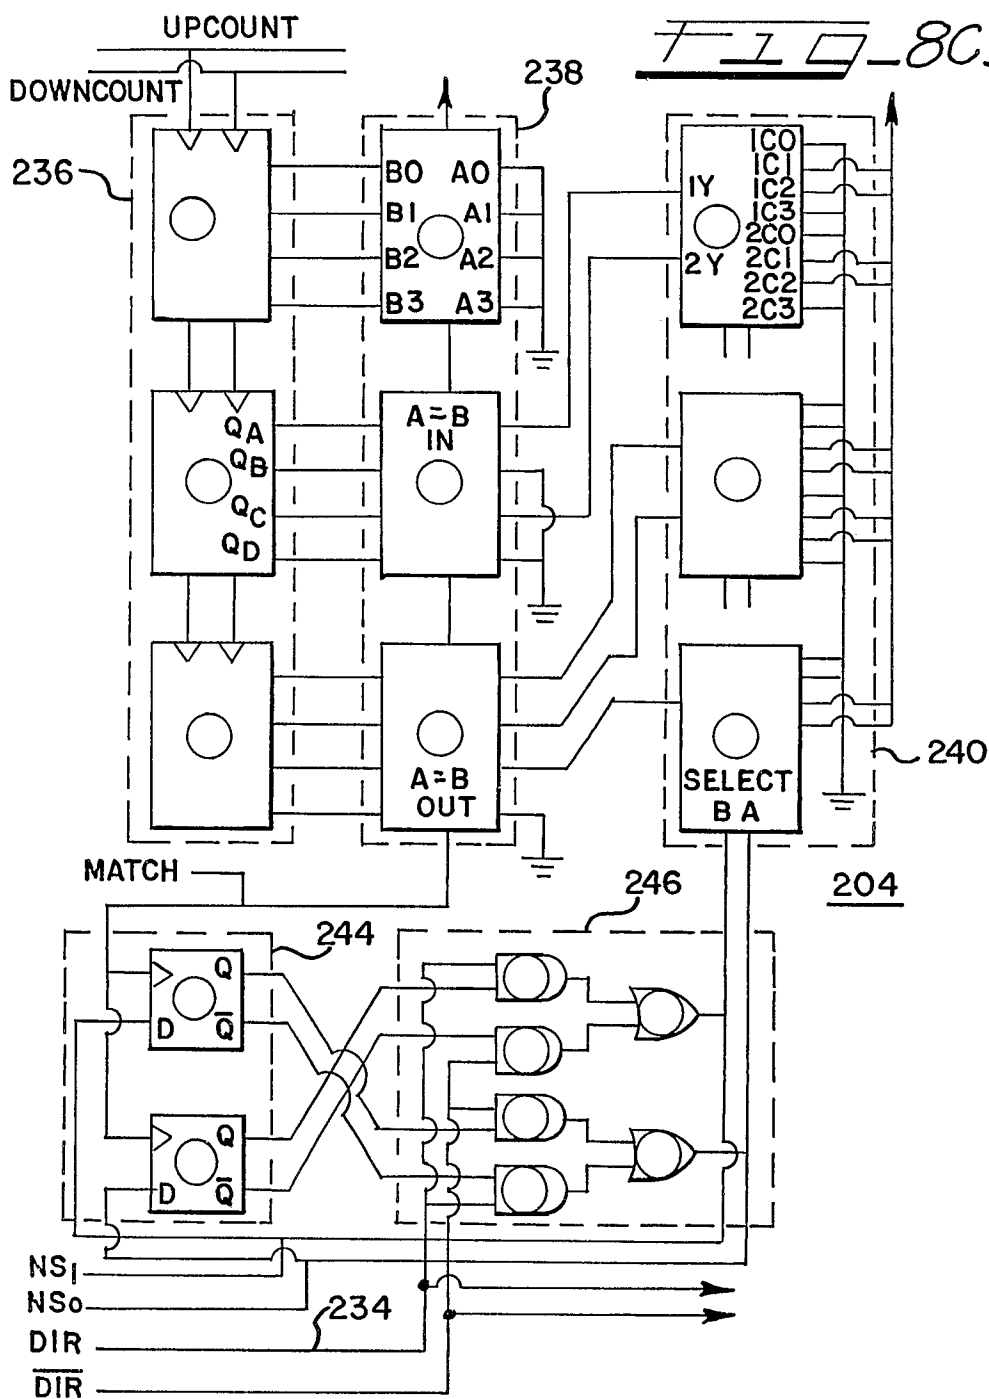 UPCOUNT
Fig_8C.
DOWNCOUNT
238
236
B0 A0
B1 A1
B2 A2
B3 A3
1Y
2Y
1C0
1C1
1C2
1C3
2C0
2C1
2C2
2C3
QA
QB
QC
QD
A=B
IN
A=B
OUT
SELECT
B A
240
MATCH
246
204
244
Q
D Q̅
Q
D Q̅
NS1
NS0
DIR
234
D̅I̅R̅